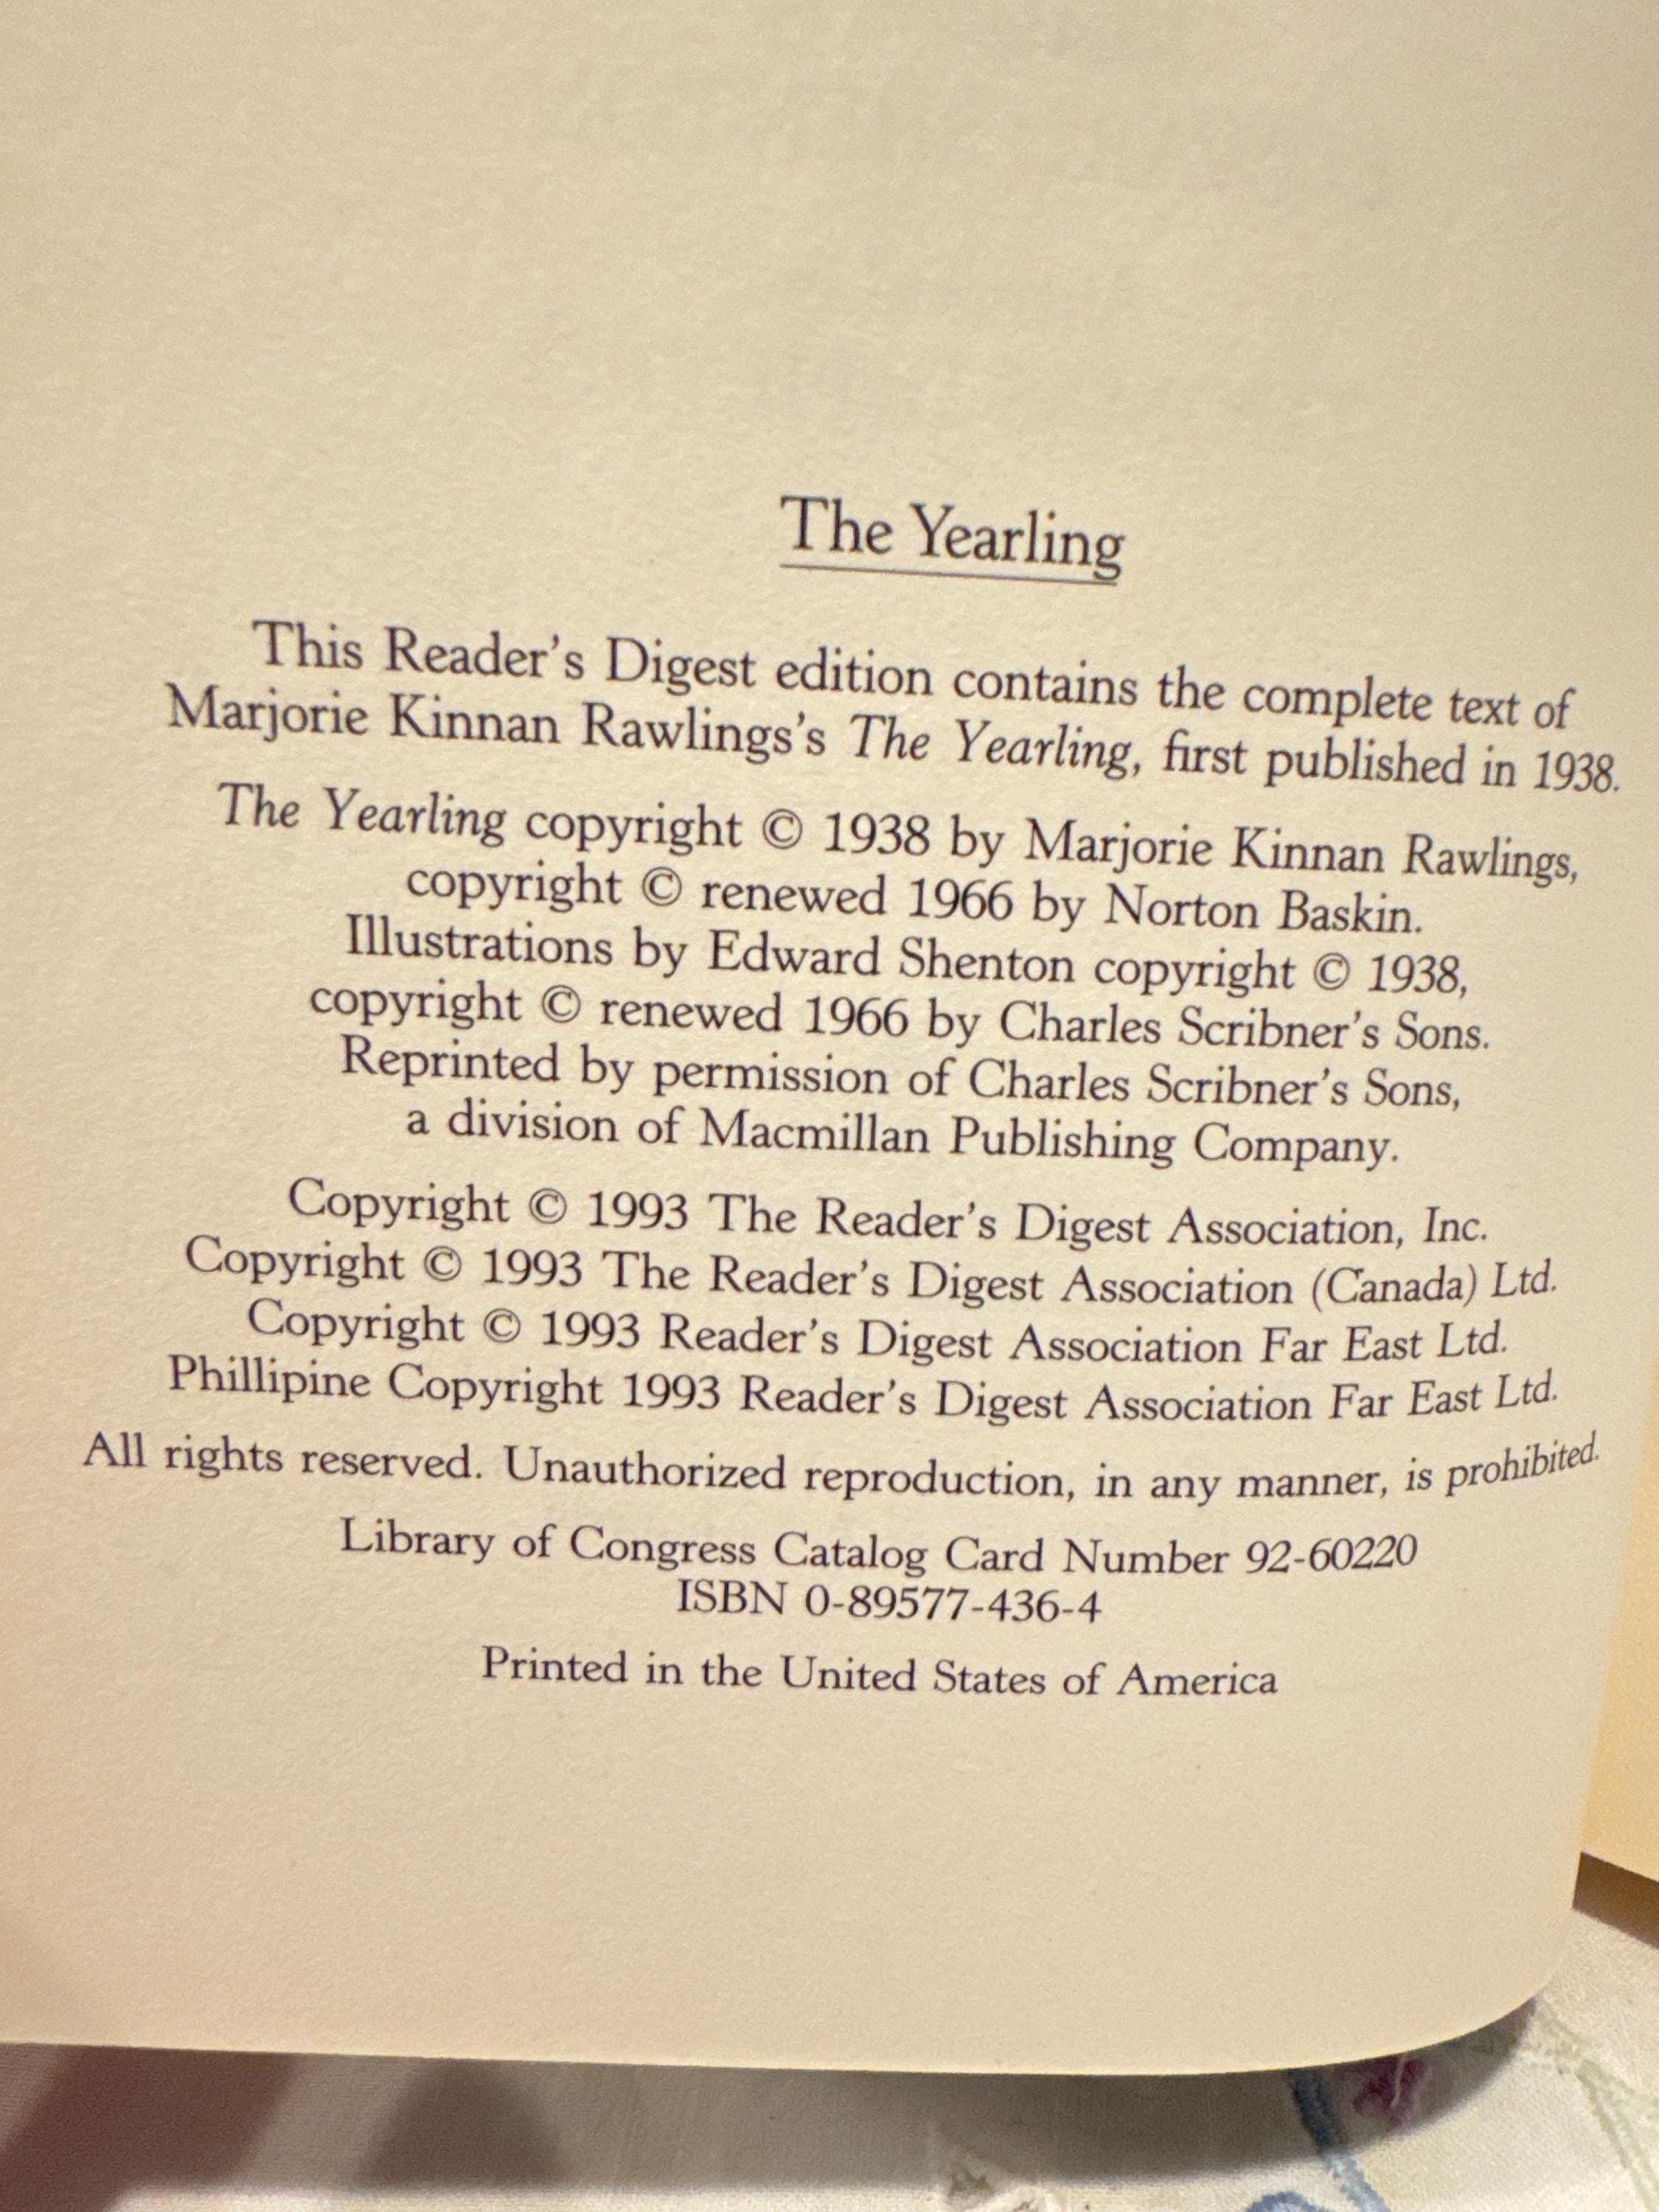 The Yearling
This Reader's Digest edition contains the complete text of
Marjorie Kinnan Rawlings's The Yearling, first published in 1938.
The Yearling copyright © 1938 by Marjorie Kinnan Rawlings,
copyright © renewed 1966 by Norton Baskin.
Illustrations by Edward Shenton copyright © 1938,
copyright © renewed 1966 by Charles Scribner's Sons.
Reprinted by permission of Charles Scribner's Sons,
a division of Macmillan Publishing Company.
Copyright © 1993 The Reader's Digest Association, Inc.
Copyright © 1993 The Reader's Digest Association (Canada) Ltd.
Copyright © 1993 Reader's Digest Association Far East Ltd.
Phillipine Copyright 1993 Reader's Digest Association Far East Ltd.
All rights reserved. Unauthorized reproduction, in any manner, is prohibited.
Library of Congress Catalog Card Number 92-60220
ISBN 0-89577-436-4
Printed in the United States of America